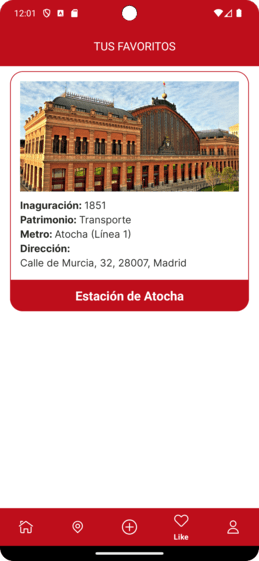 12:01
TUS FAVORITOS
Inaguración: 1851
Patrimonio: Transporte
Metro: Atocha (Línea 1)
Dirección:
Calle de Murcia, 32, 28007, Madrid
Estación de Atocha
Like